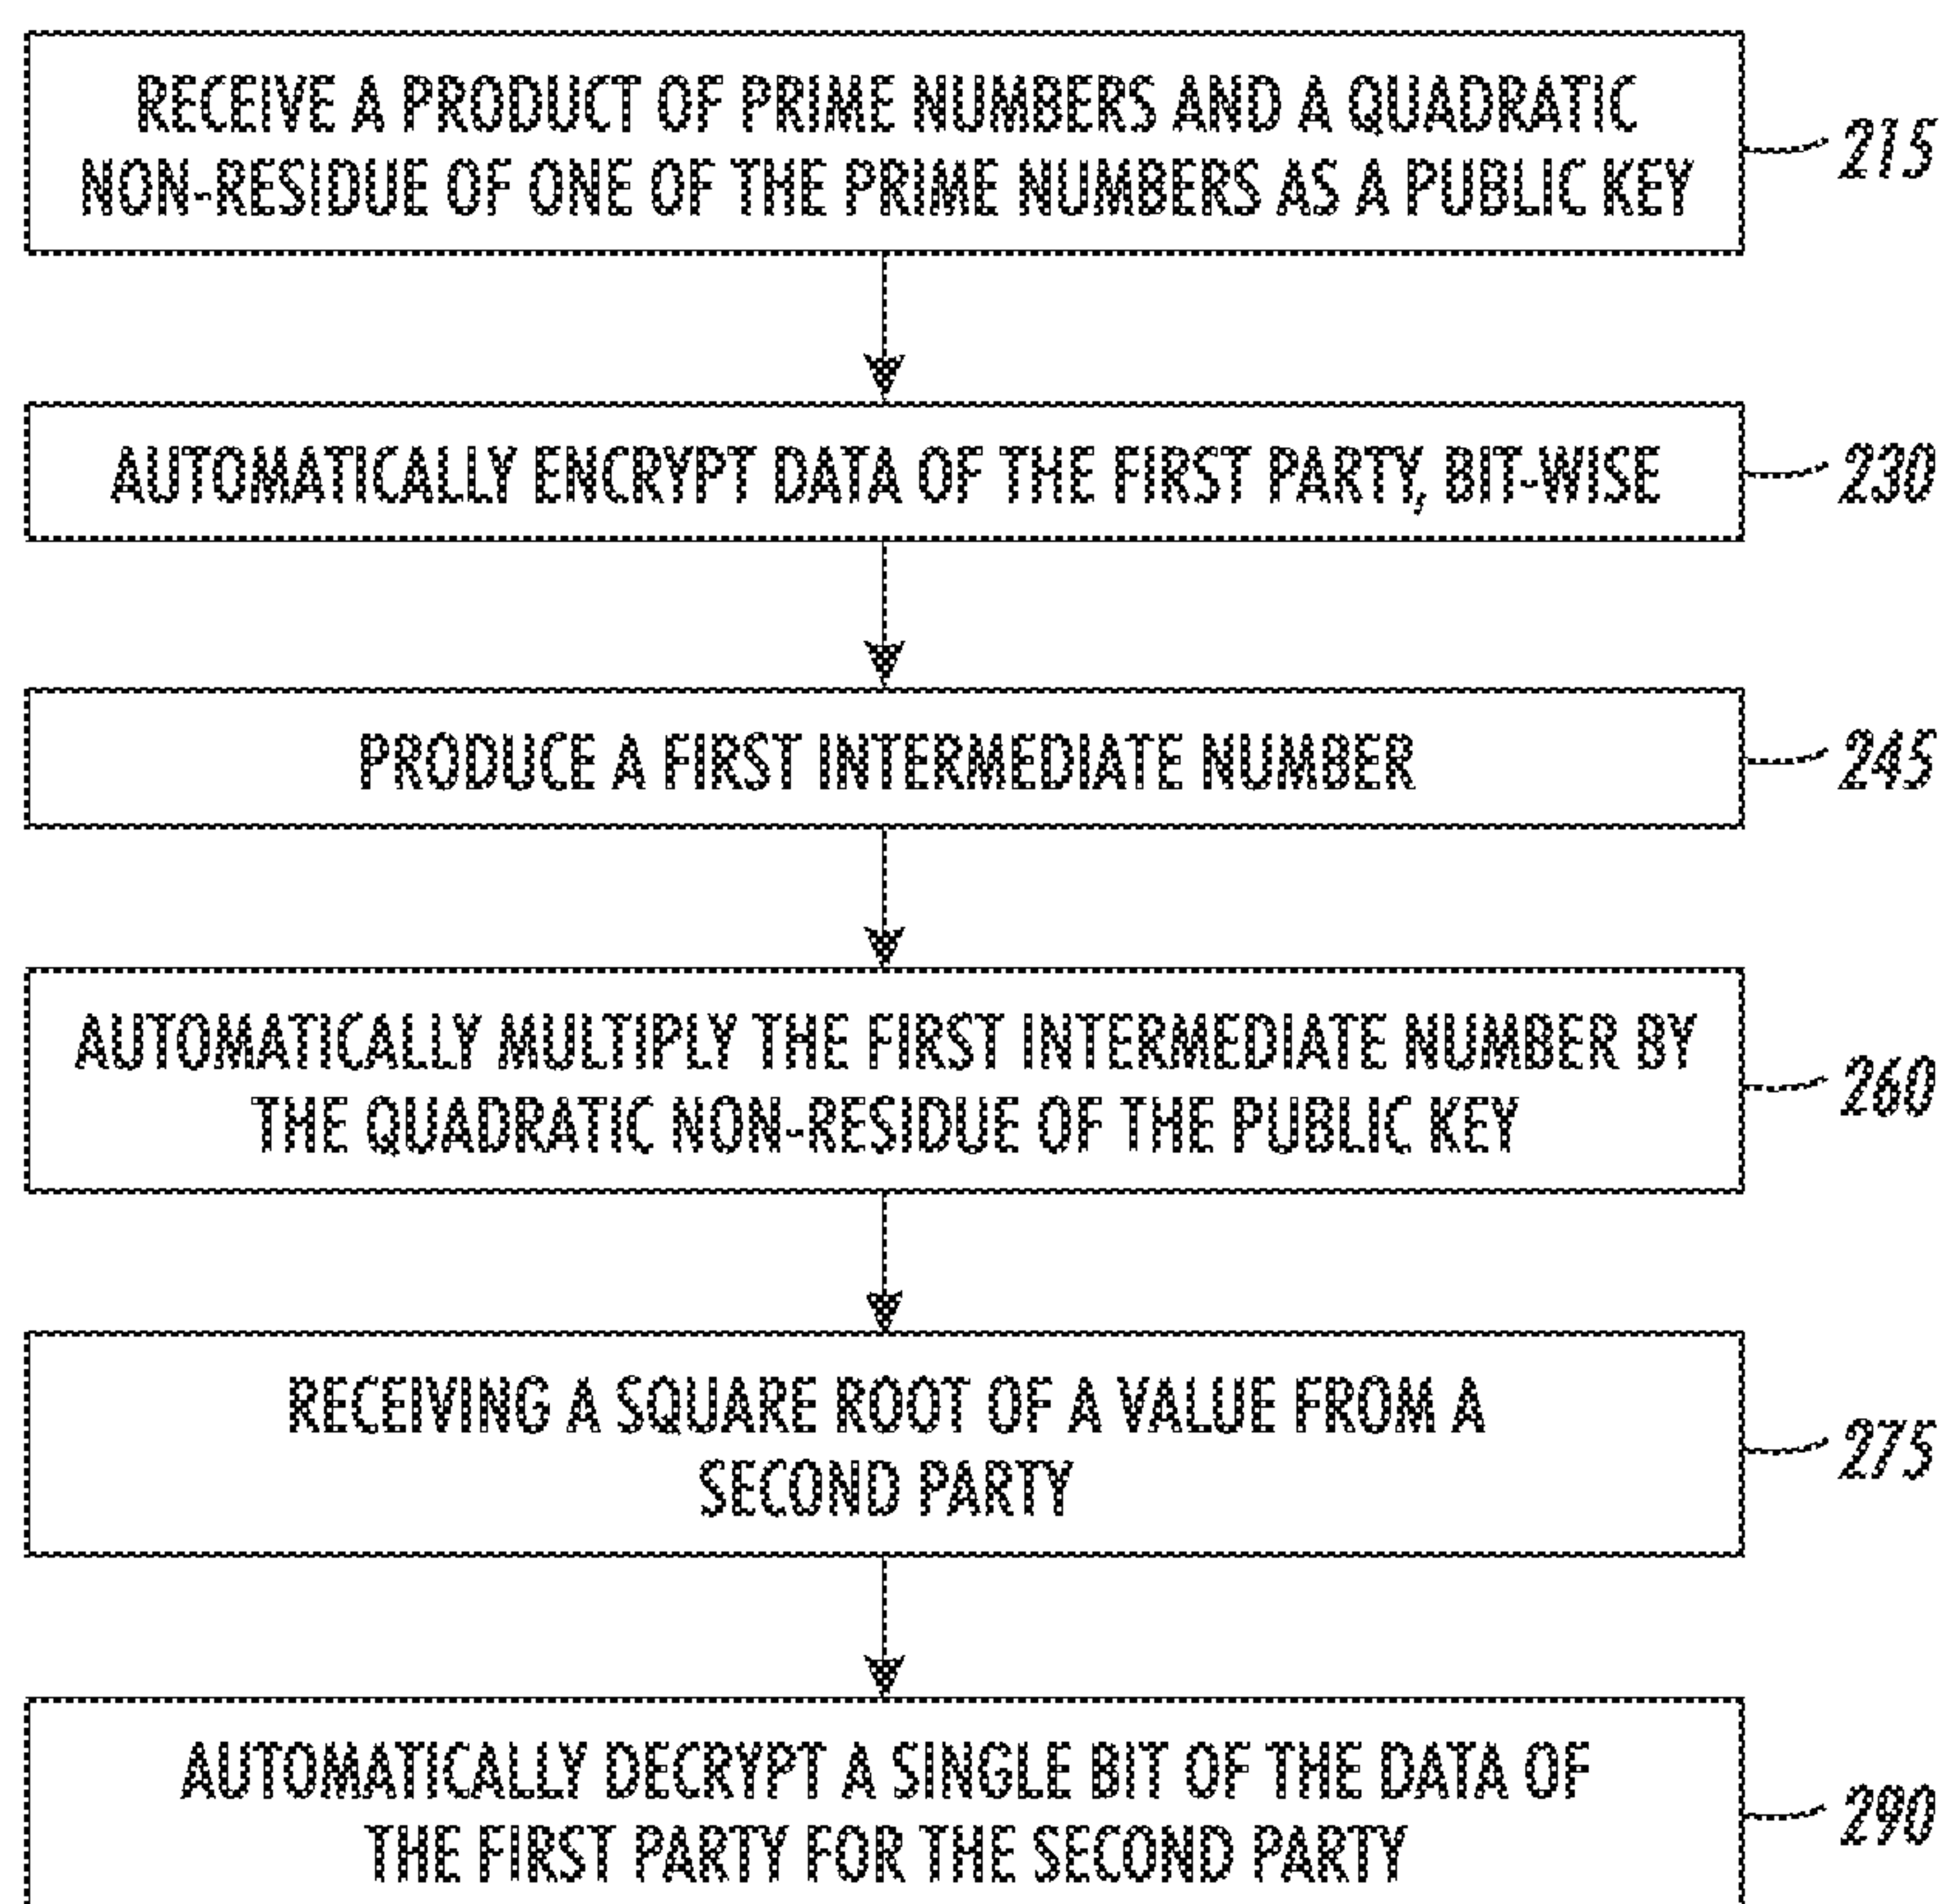 RECEIVE A PRODUCT OF PRIME NUMBERS AND A QUADRATIC
NON-RESIDUE OF ONE OF THE PRIME NUMBERS AS A PUBLIC KEY
215
AUTOMATICALLY ENCRYPT DATA OF THE FIRST PARTY, BIT-WISE
230
PRODUCE A FIRST INTERMEDIATE NUMBER
245
AUTOMATICALLY MULTIPLY THE FIRST INTERMEDIATE NUMBER BY
THE QUADRATIC NON-RESIDUE OF THE PUBLIC KEY
260
RECEIVING A SQUARE ROOT OF A VALUE FROM A
SECOND PARTY
275
AUTOMATICALLY DECRYPT A SINGLE BIT OF THE DATA OF
THE FIRST PARTY FOR THE SECOND PARTY
290